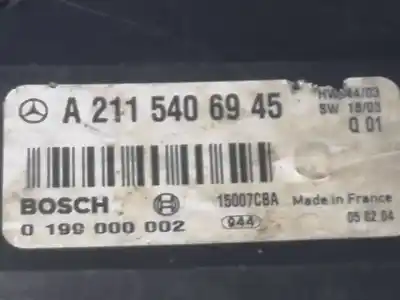 A 211 540 69 45
HW 44/03
SW 18/03
Q 01
BOSCH
15007CBA
Made in France
0 199 000 002
944
05 02 04